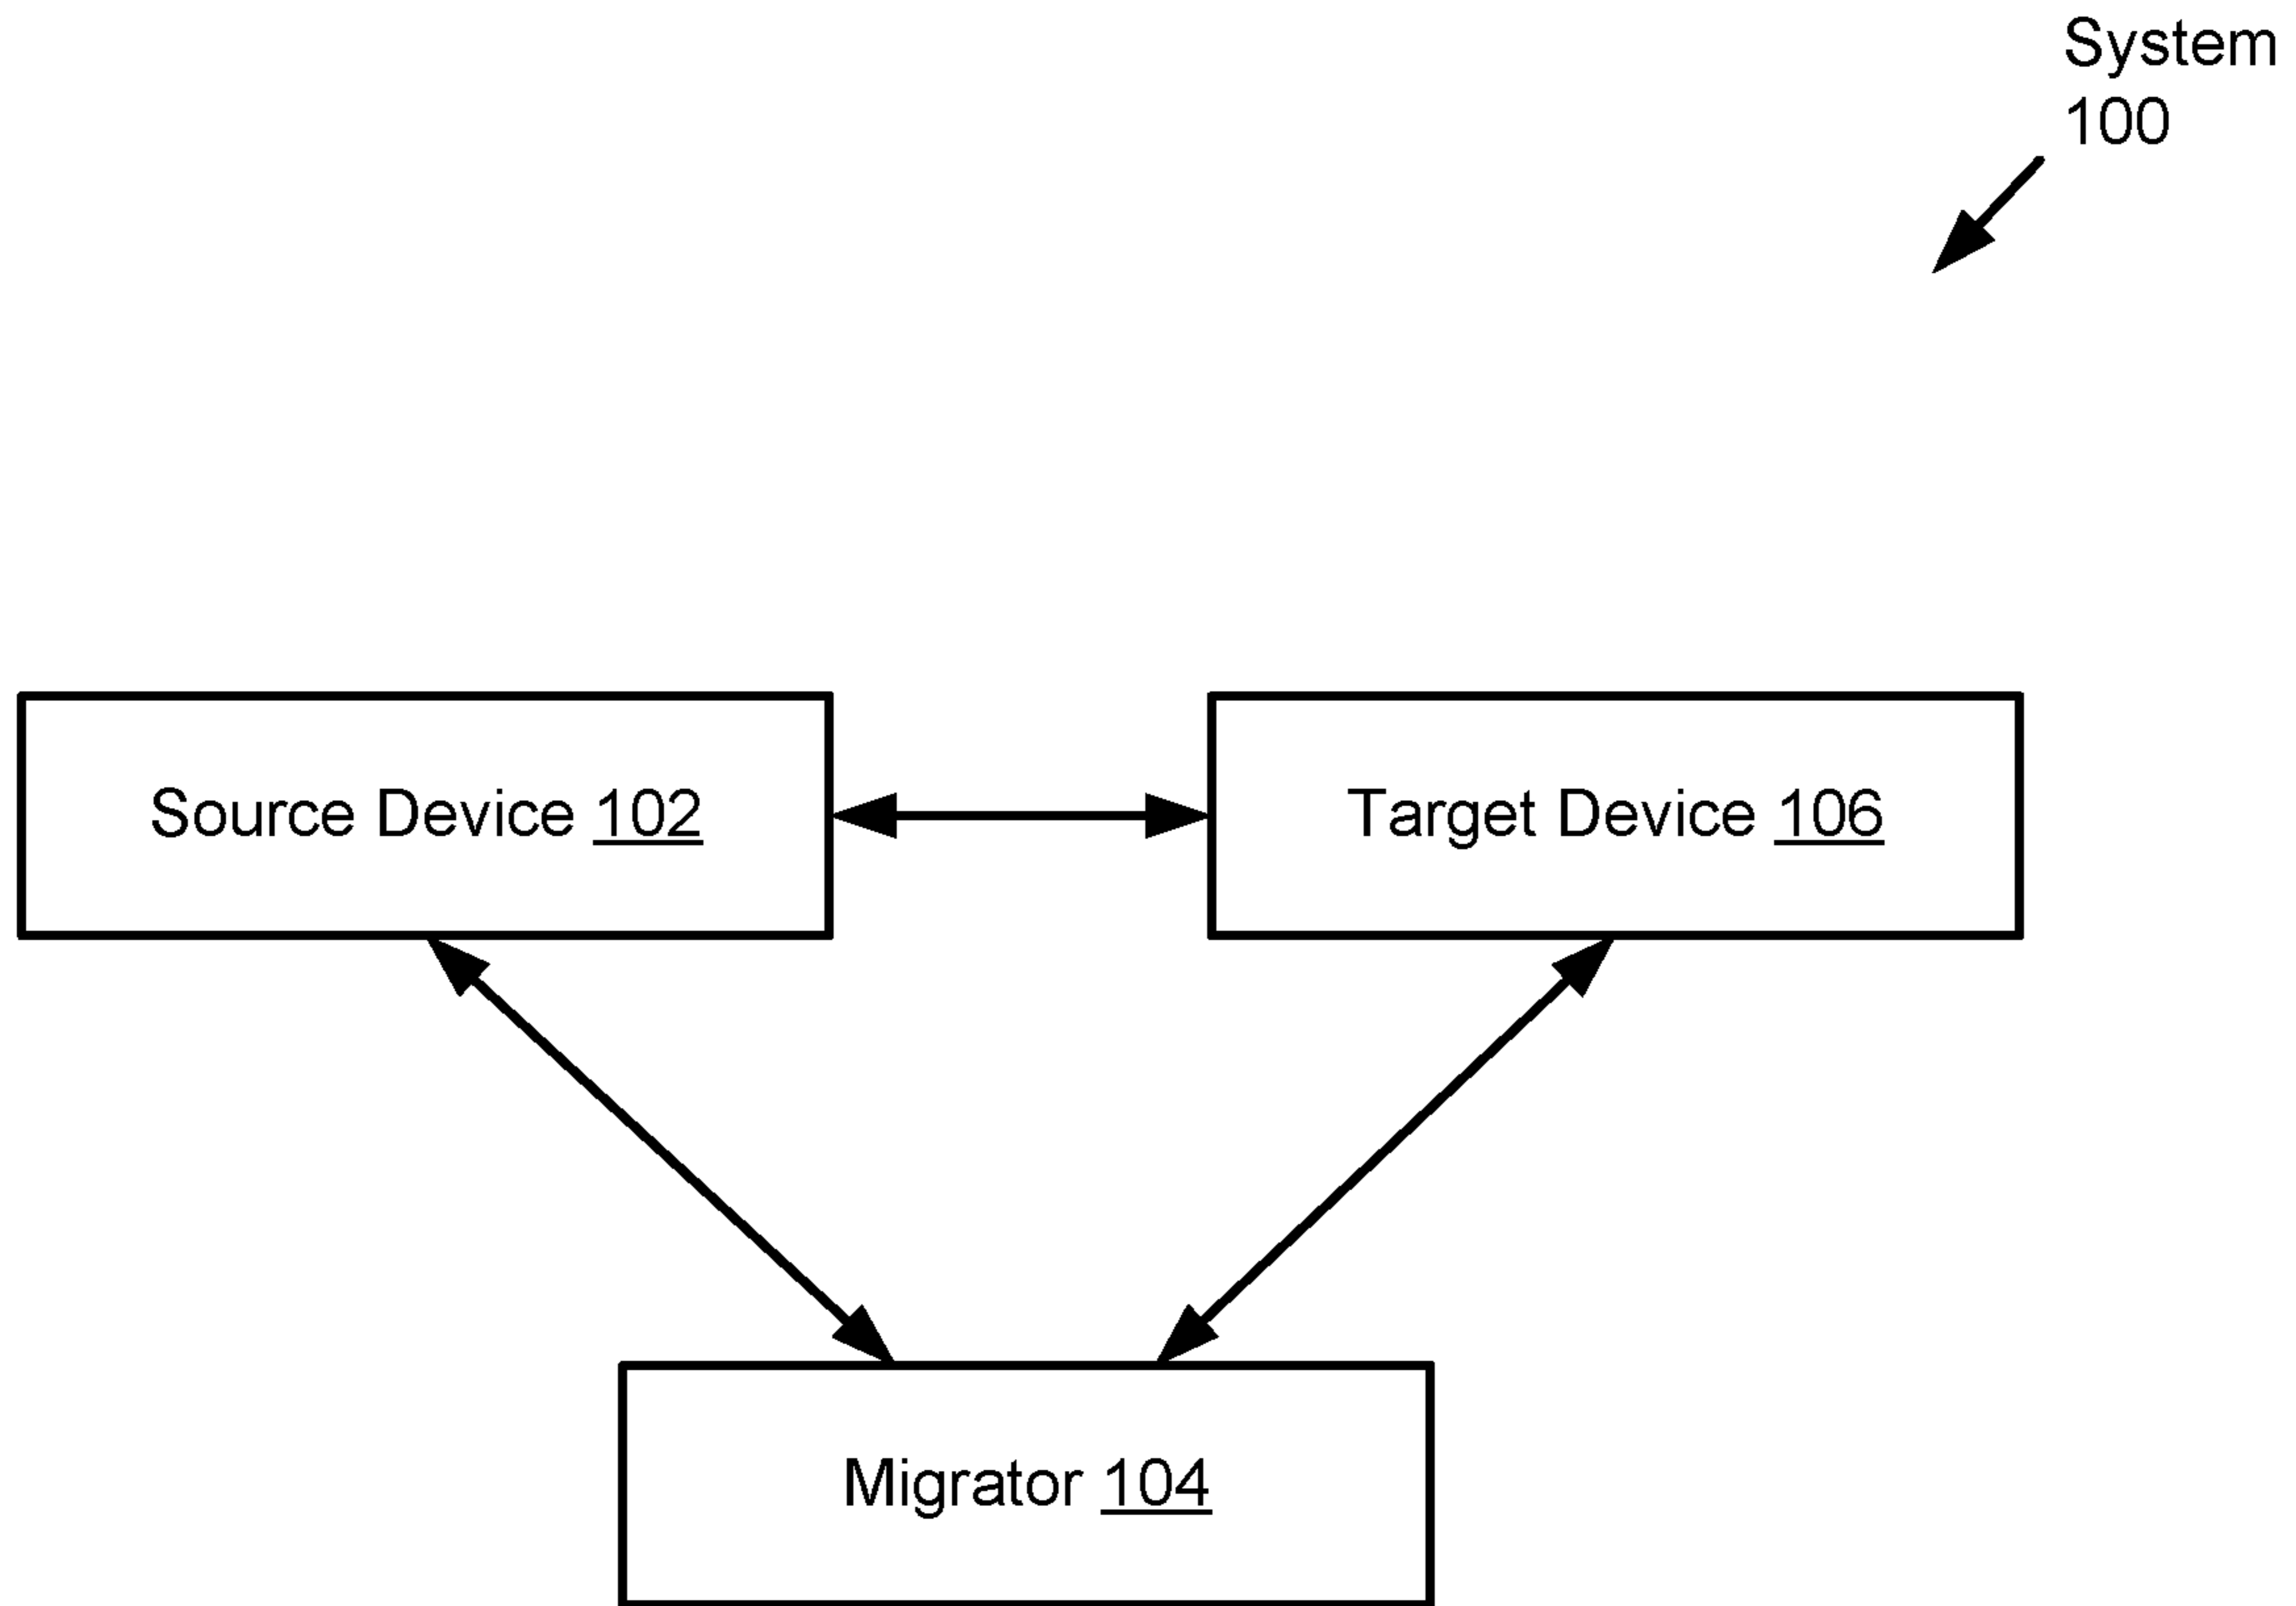 System
100
Source Device 102
Target Device 106
Migrator 104